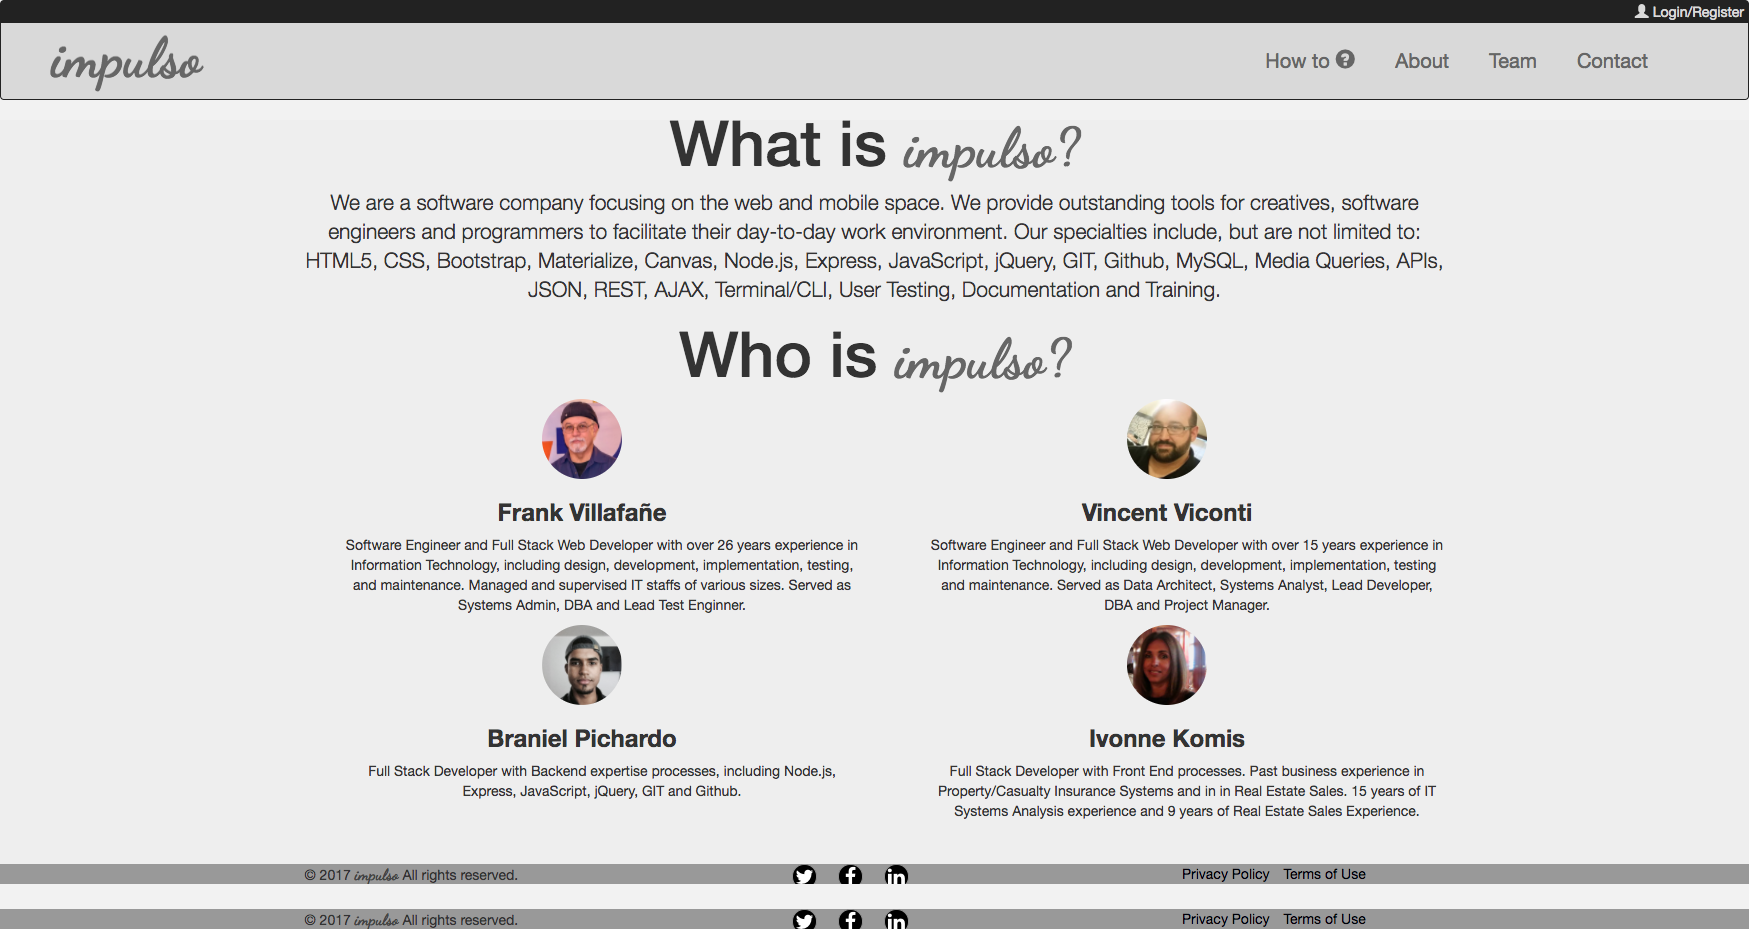 Login/Register
impulso
How to ? About Team Contact
What is impulso?
We are a software company focusing on the web and mobile space. We provide outstanding tools for creatives, software
engineers and programmers to facilitate their day-to-day work environment. Our specialties include, but are not limited to:
HTML5, CSS, Bootstrap, Materialize, Canvas, Node.js, Express, JavaScript, jQuery, GIT, Github, MySQL, Media Queries, APIs,
JSON, REST, AJAX, Terminal/CLI, User Testing, Documentation and Training.
Who is impulso?
Frank Villafañe
Software Engineer and Full Stack Web Developer with over 26 years experience in
Information Technology, including design, development, implementation, testing,
and maintenance. Managed and supervised IT staffs of various sizes. Served as
Systems Admin, DBA and Lead Test Enginner.
Vincent Viconti
Software Engineer and Full Stack Web Developer with over 15 years experience in
Information Technology, including design, development, implementation, testing
and maintenance. Served as Data Architect, Systems Analyst, Lead Developer,
DBA and Project Manager.
Braniel Pichardo
Full Stack Developer with Backend expertise processes, including Node.js,
Express, JavaScript, jQuery, GIT and Github.
Ivonne Komis
Full Stack Developer with Front End processes. Past business experience in
Property/Casualty Insurance Systems and in in Real Estate Sales. 15 years of IT
Systems Analysis experience and 9 years of Real Estate Sales Experience.
© 2017 impulso All rights reserved. Privacy Policy Terms of Use
© 2017 impulso All rights reserved. Privacy Policy Terms of Use